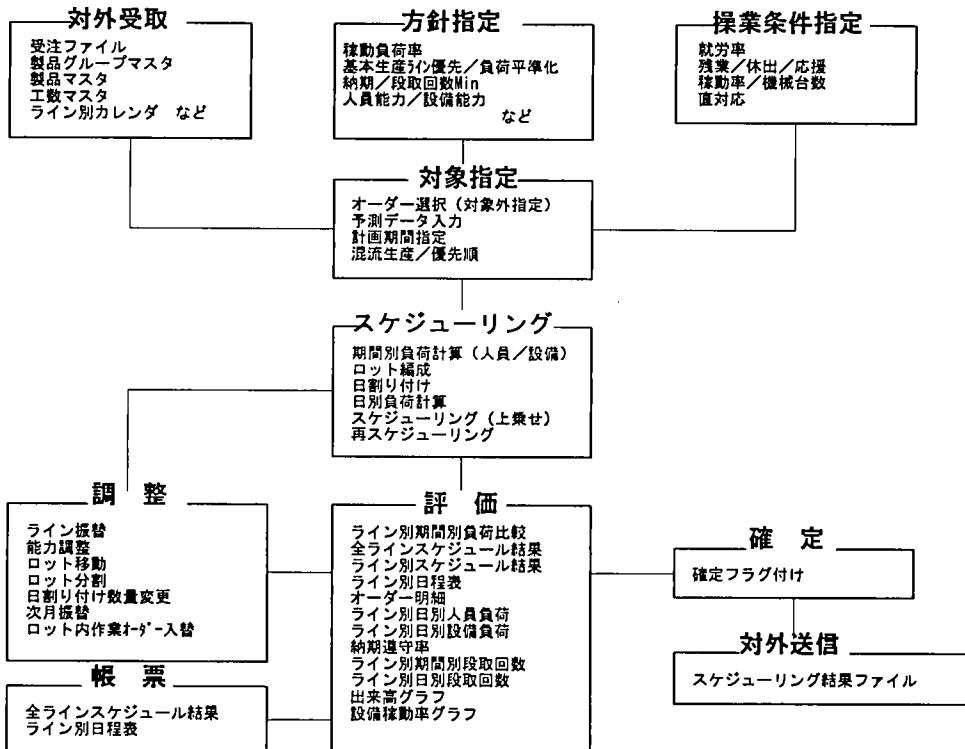 対外受取
受注ファイル
製品グループマスタ
製品マスタ
工数マスタ
ライン別カレンダ など
方針指定
稼動負荷率
基本生産ﾗｲﾝ優先／負荷平準化
納期／段取回数Min
人員能力／設備能力
など
操業条件指定
就労率
残業／休出／応援
稼動率／機械台数
直対応
対象指定
オーダー選択（対象外指定）
予測データ入力
計画期間指定
混流生産／優先順
スケジューリング
期間別負荷計算（人員／設備）
ロット編成
日割り付け
日別負荷計算
スケジューリング（上乗せ）
再スケジューリング
調 整
ライン振替
能力調整
ロット移動
ロット分割
日割り付け数量変更
次月振替
ロット内作業ｵｰﾀﾞｰ入替
評 価
ライン別期間別負荷比較
全ラインスケジュール結果
ライン別スケジュール結果
ライン別日程表
オーダー明細
ライン別日別人員負荷
ライン別日別設備負荷
納期遵守率
ライン別期間別段取回数
ライン別日別段取回数
出来高グラフ
設備稼動率グラフ
確 定
確定フラグ付け
対外送信
スケジューリング結果ファイル
帳 票
全ラインスケジュール結果
ライン別日程表